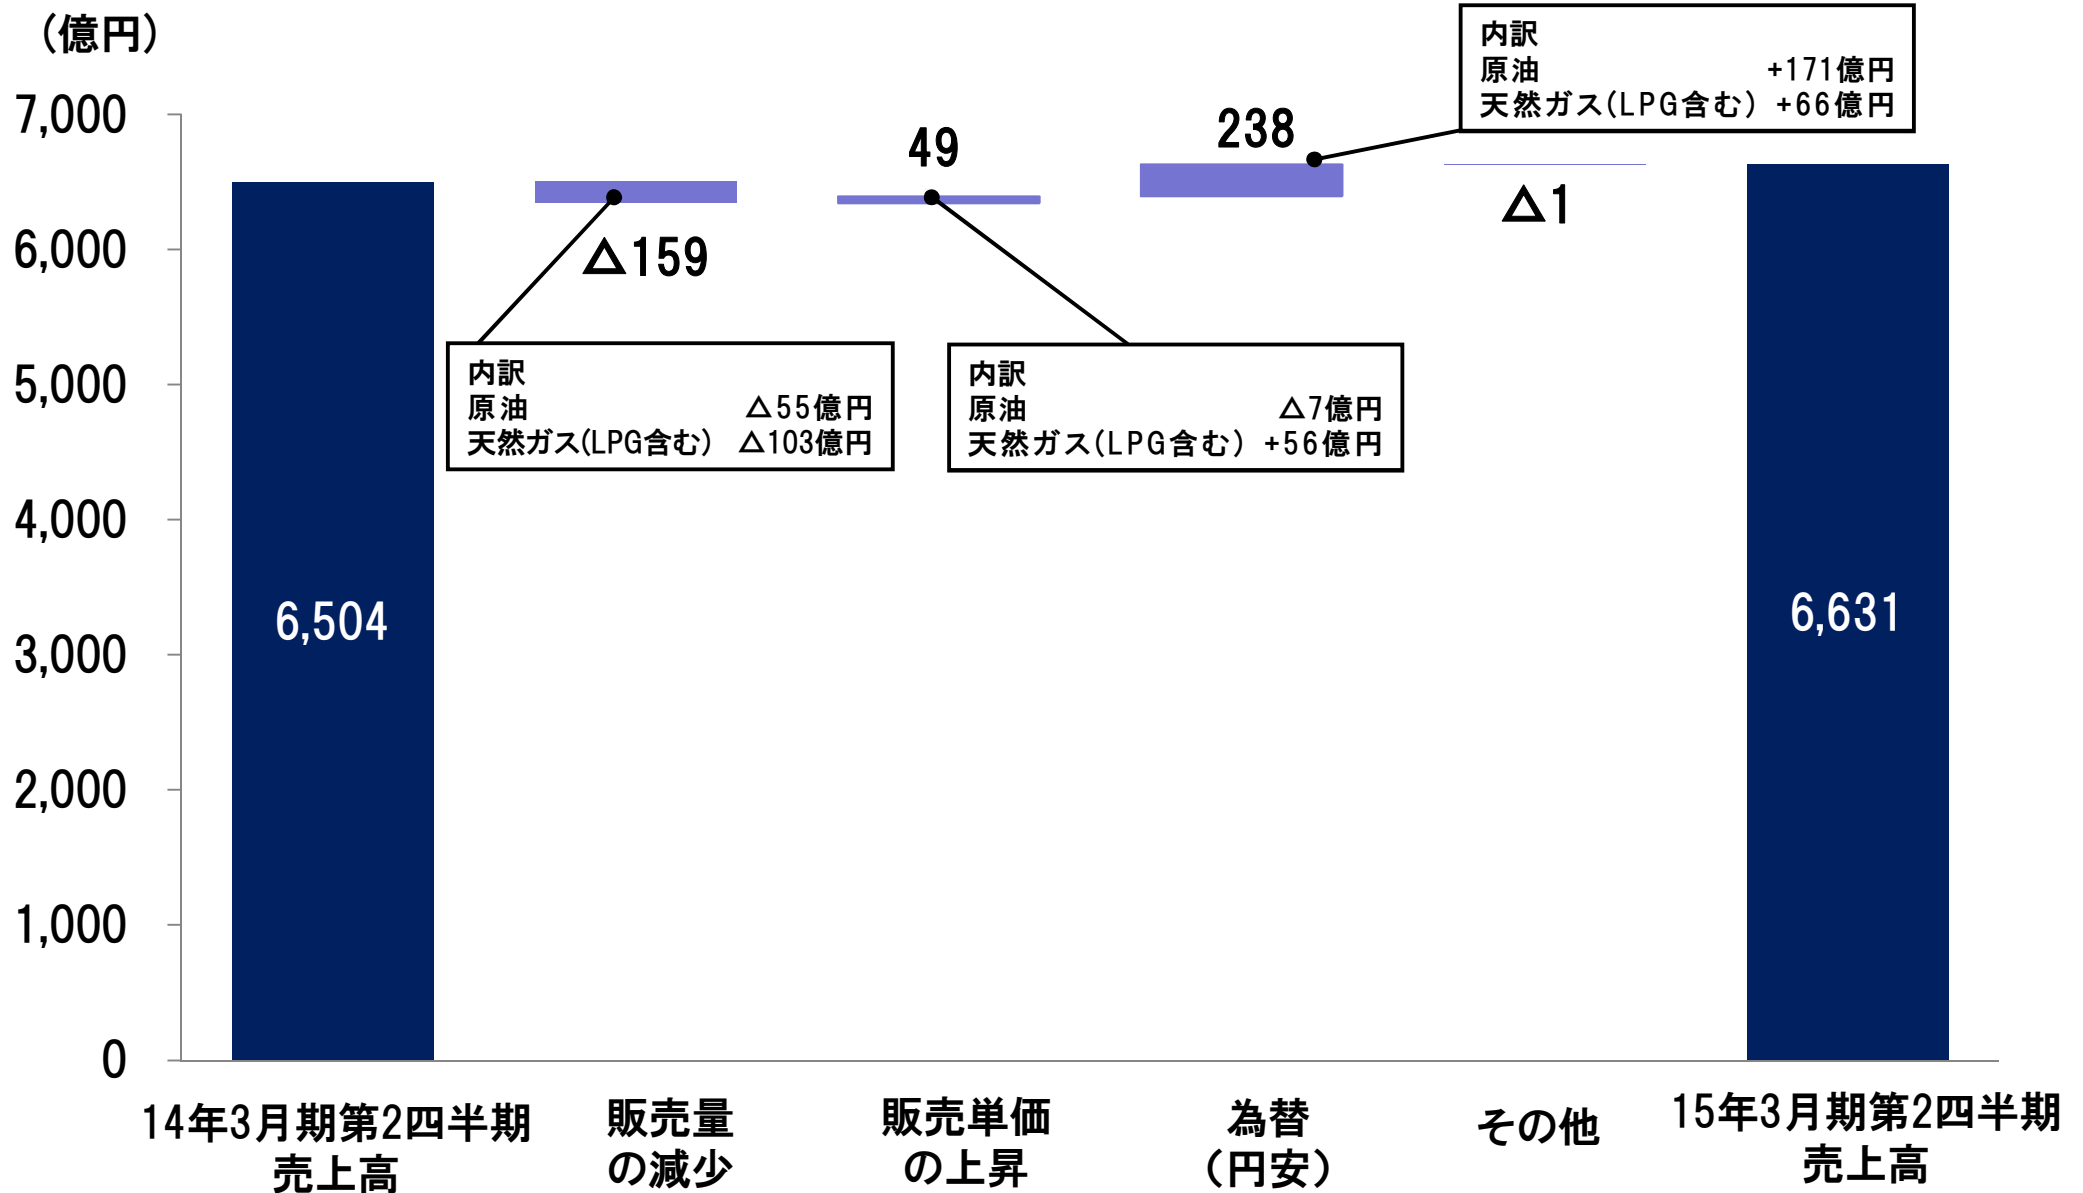 （億円）
7,000
6,000
5,000
4,000
3,000
2,000
1,000
0
6,504
△159
49
238
△1
6,631
内訳
原油 △55億円
天然ガス(LPG含む) △103億円
内訳
原油 △7億円
天然ガス(LPG含む) +56億円
内訳
原油 +171億円
天然ガス(LPG含む) +66億円
14年3月期第2四半期
売上高
販売量
の減少
販売単価
の上昇
為替
（円安）
その他
15年3月期第2四半期
売上高